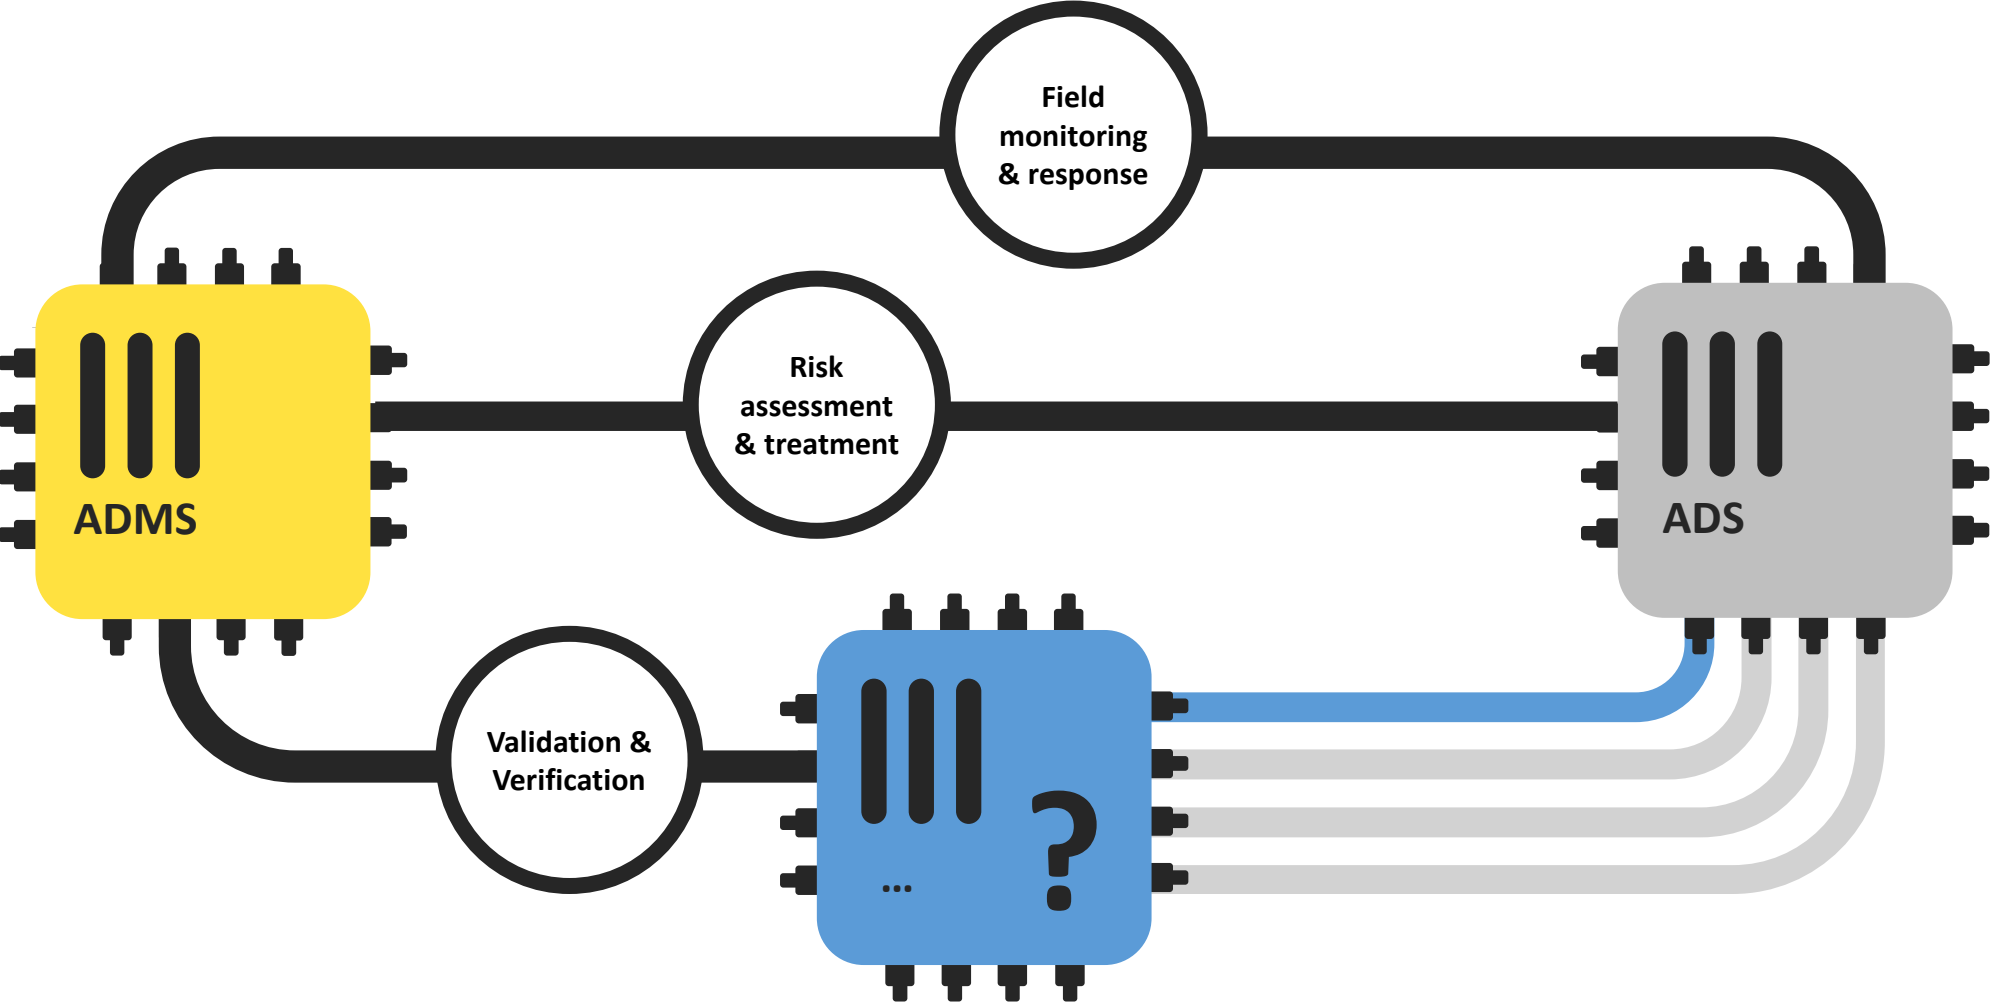 Field
monitoring
& response
Risk
assessment
& treatment
ADMS
ADS
Validation &
Verification
...
?